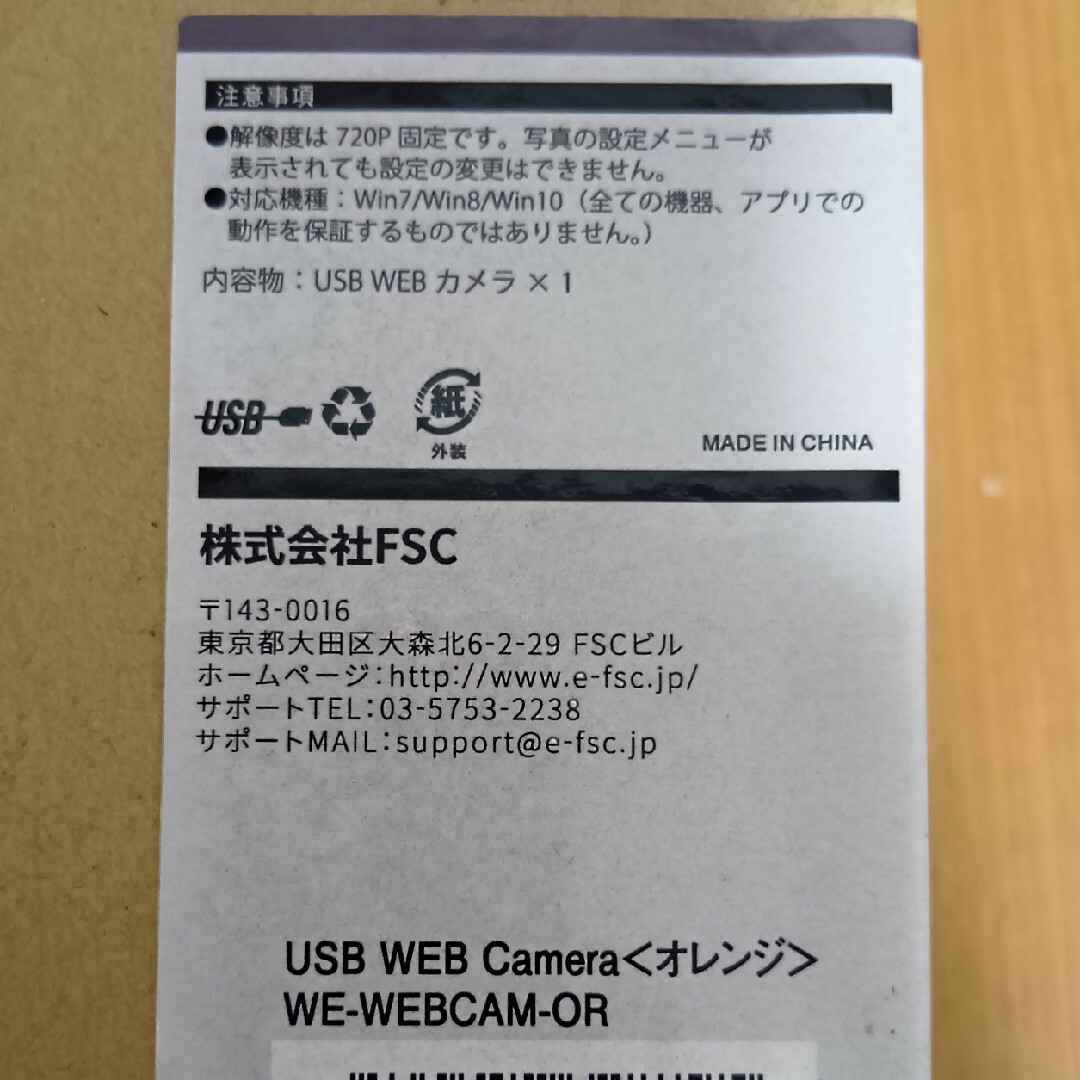 注意事項
●解像度は 720P 固定です。写真の設定メニューが
表示されても設定の変更はできません。
●対応機種：Win7/Win8/Win10（全ての機器、アプリでの
動作を保証するものではありません。）
内容物：USB WEB カメラ × 1
USB
紙
外装
MADE IN CHINA
株式会社FSC
〒143-0016
東京都大田区大森北6-2-29 FSCビル
ホームページ：http://www.e-fsc.jp/
サポートTEL：03-5753-2238
サポートMAIL：support@e-fsc.jp
USB WEB Camera＜オレンジ＞
WE-WEBCAM-OR